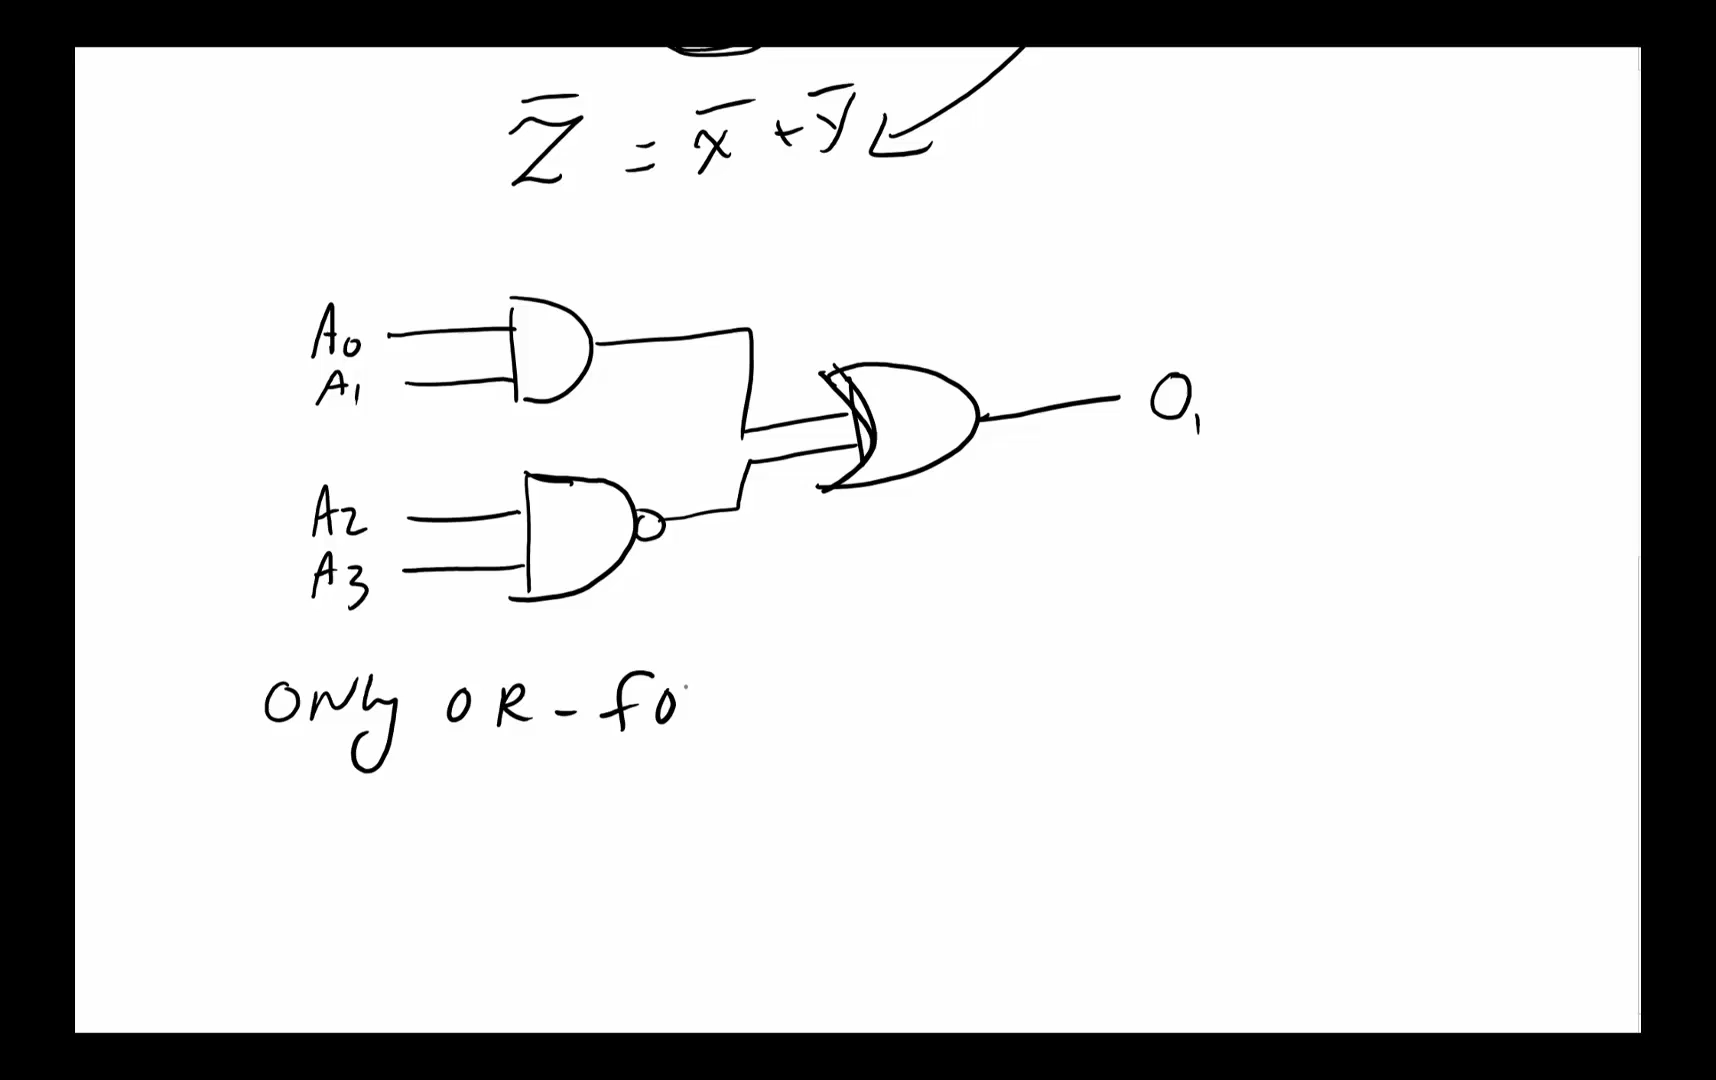 z̅ = x̅ + y̅
A0
A1
O1
A2
A3
only OR - fo